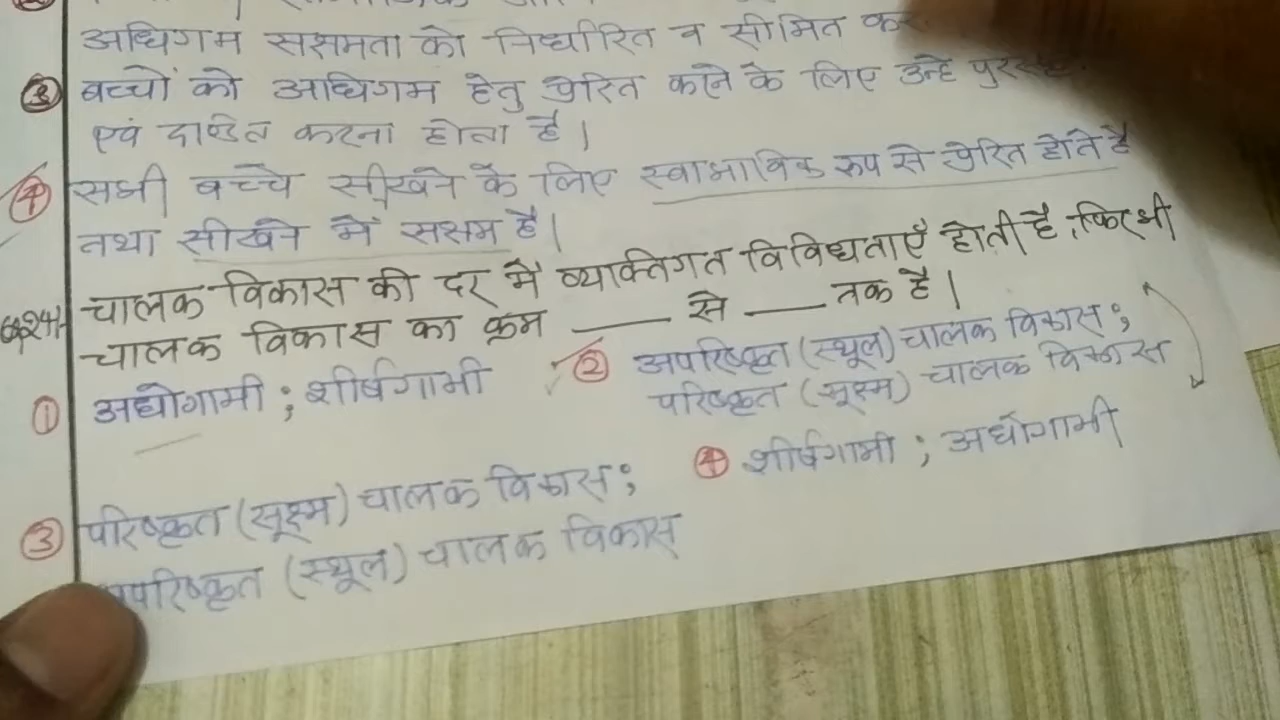 अधिगम सक्षमता को निर्धारित व सीमित कर
③ बच्चों को अधिगम हेतु प्रेरित करने के लिए उन्हे
एवं दण्डित करना होता है।
④ सभी बच्चे सीखने के लिए स्वाभाविक रूप से प्रेरित होते है
तथा सीखने में सक्षम है।
चालक विकास की दर में व्यक्तिगत विविधताएँ होती है, फिर भी
चालक विकास का क्रम ____ से ____ तक है।
① अधोगामी ; शीर्षगामी
② अपरिष्कृत (स्थूल) चालक विकास ;
परिष्कृत (सूक्ष्म) चालक विकास
③ परिष्कृत (सूक्ष्म) चालक विकास ;
अपरिष्कृत (स्थूल) चालक विकास
④ शीर्षगामी ; अधोगामी